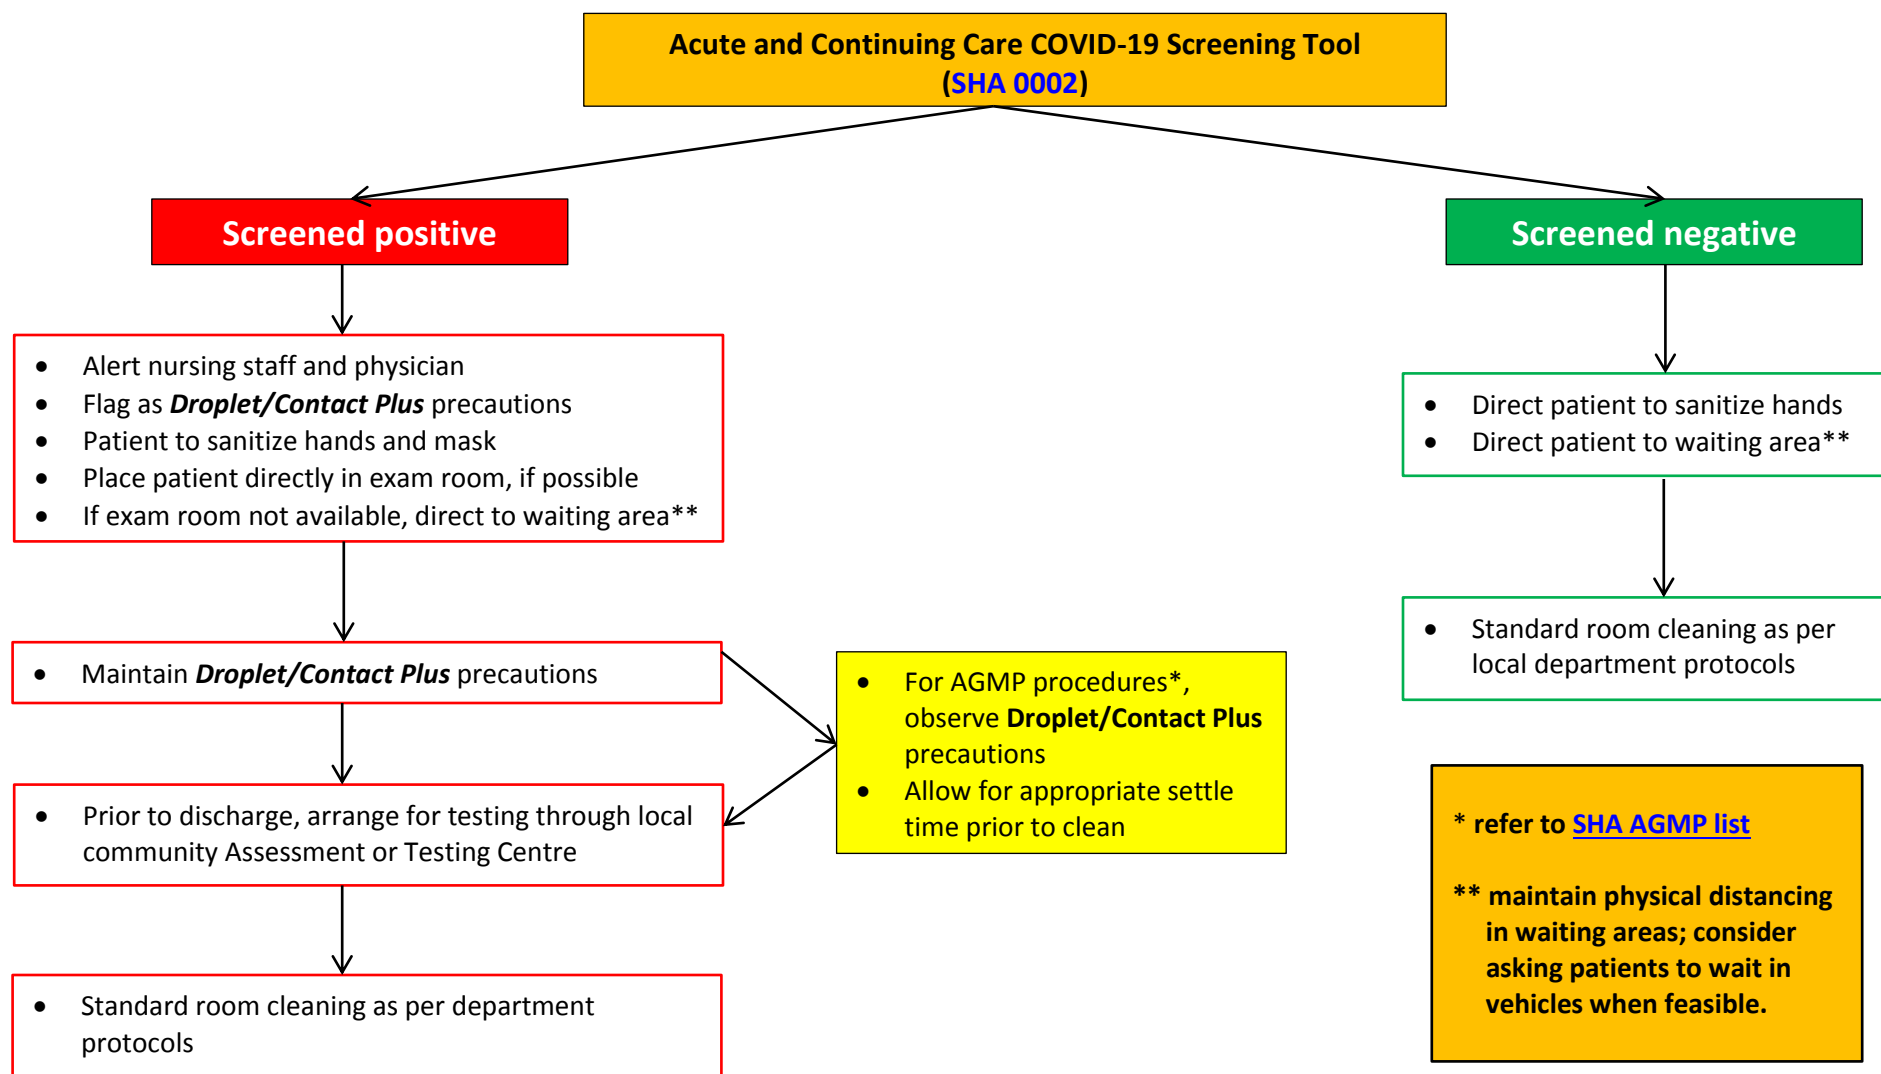 Acute and Continuing Care COVID-19 Screening Tool
(SHA 0002)
Screened positive
Screened negative
• Alert nursing staff and physician
• Flag as Droplet/Contact Plus precautions
• Patient to sanitize hands and mask
• Place patient directly in exam room, if possible
• If exam room not available, direct to waiting area**
• Direct patient to sanitize hands
• Direct patient to waiting area**
• Maintain Droplet/Contact Plus precautions
• For AGMP procedures*,
observe Droplet/Contact Plus
precautions
• Allow for appropriate settle
time prior to clean
• Standard room cleaning as per
local department protocols
• Prior to discharge, arrange for testing through local
community Assessment or Testing Centre
• Standard room cleaning as per department
protocols
* refer to SHA AGMP list
** maintain physical distancing
in waiting areas; consider
asking patients to wait in
vehicles when feasible.